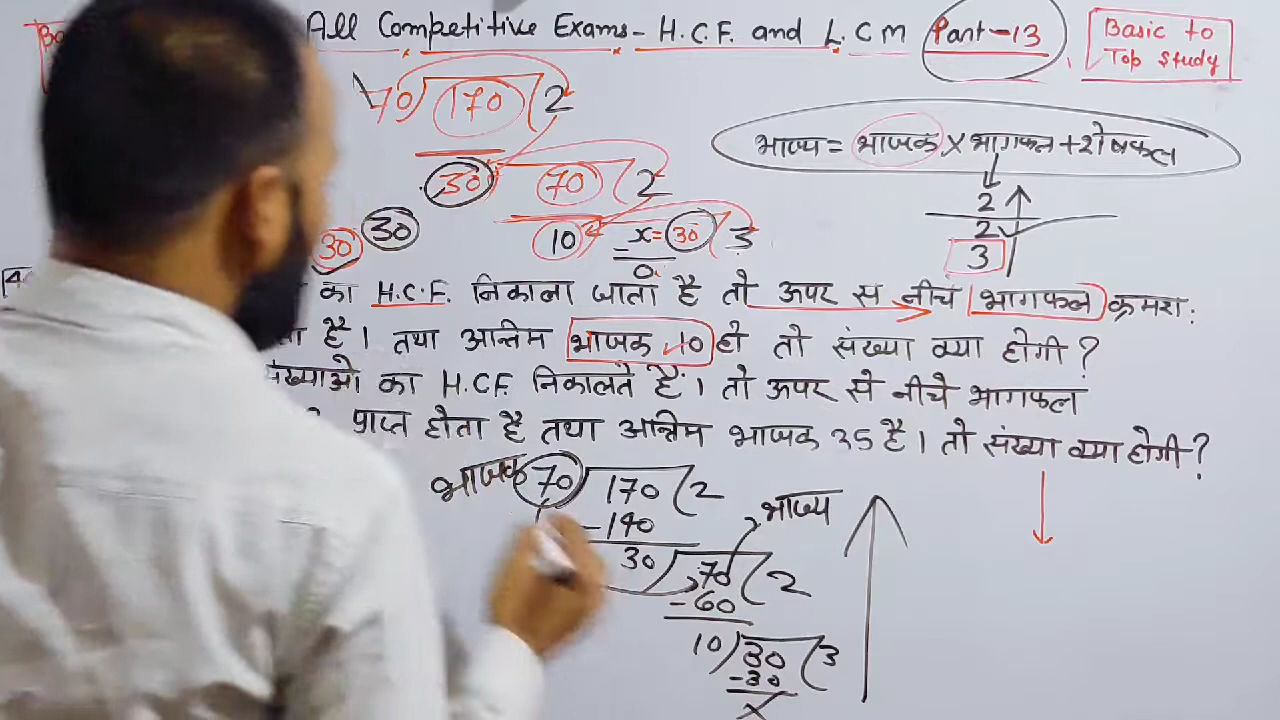 All Competitive Exams - H.C.F. and L.C.M Part-13
Basic to
Top Study
70) 170 (2
30) 70 (2
10) x=30 (3
0
30 30
भाज्य = भाजक × भागफल + शेषफल
2
2
3
का H.C.F. निकाला जाता है तो ऊपर स नीच भागफल क्रमश:
ता है। तथा अन्तिम भाजक 10 हो तो संख्या क्या होगी?
संख्याओ का H.C.F. निकालते हैं। तो ऊपर से नीचे भागफल
प्राप्त होता है तथा अन्तिम भाजक 35 है। तो संख्या क्या होगी?
भाजक 70) 170 (2
-140
भाज्य
30) 70 (2
-60
10) 30 (3
-30
×